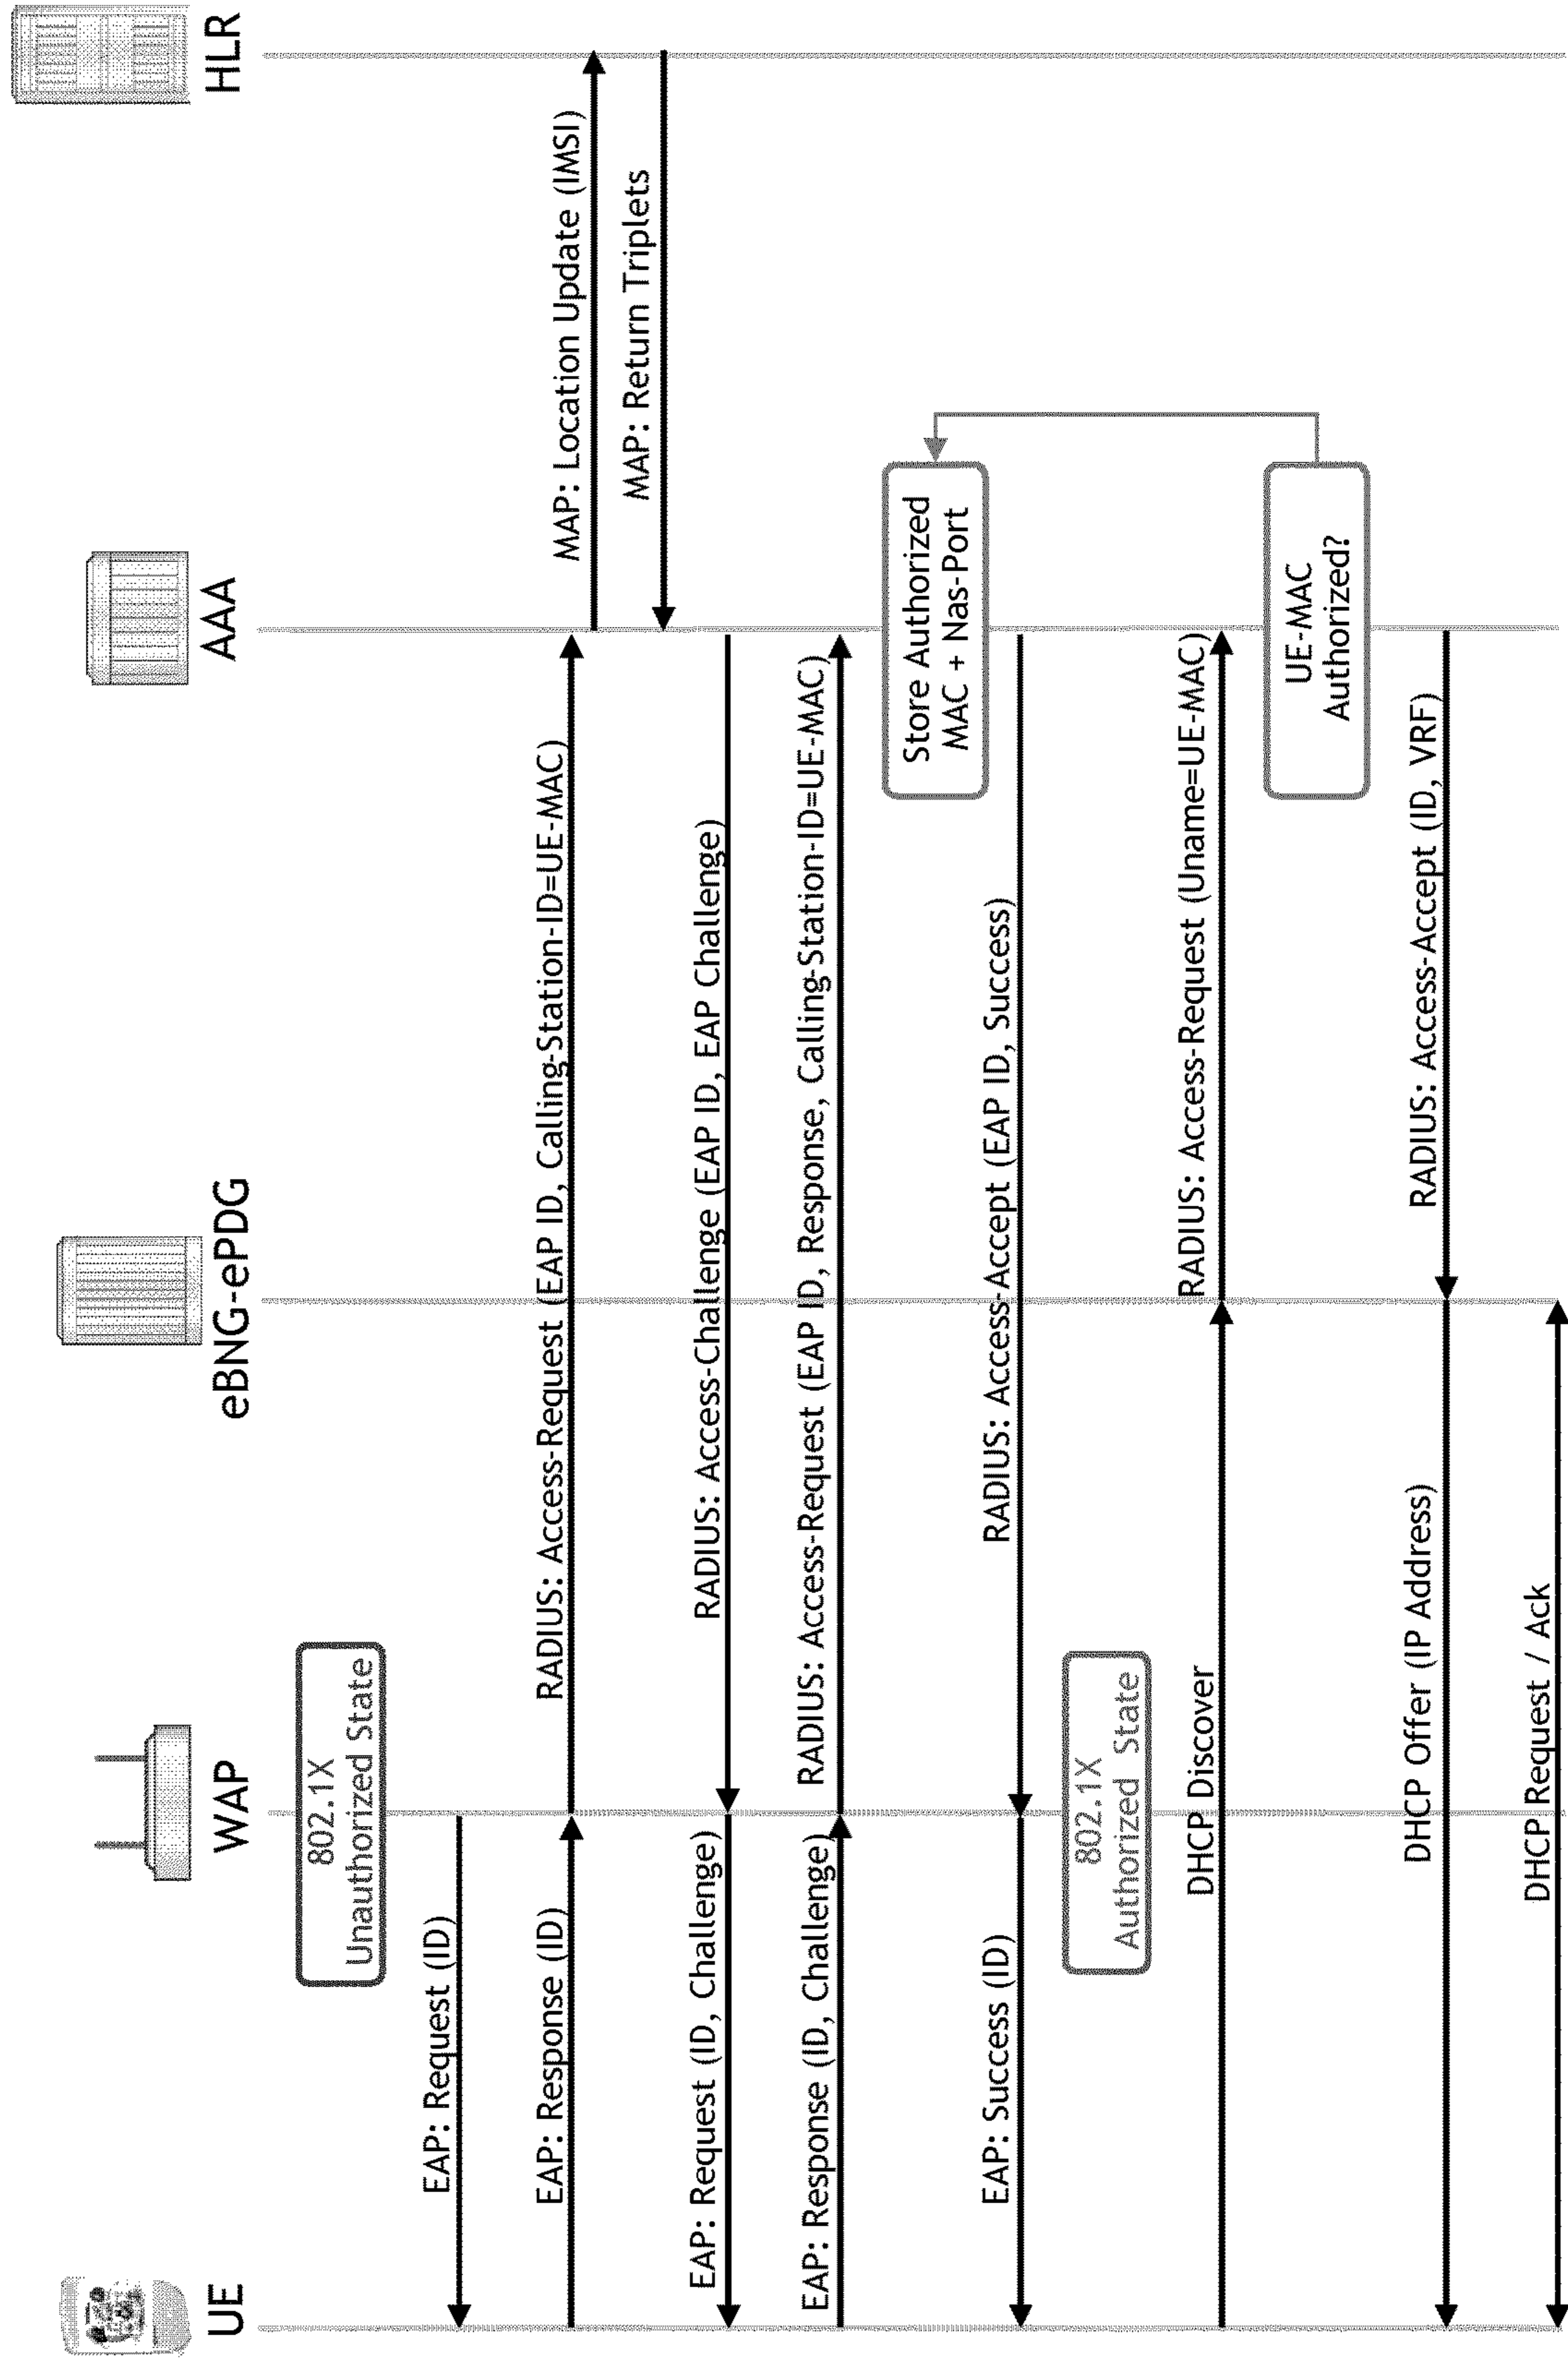 UE
WAP
eBNG-ePDG
AAA
HLR
802.1X
Unauthorized State
EAP: Request (ID)
EAP: Response (ID)
RADIUS: Access-Request (EAP ID, Calling-Station-ID=UE-MAC)
MAP: Location Update (IMSI)
MAP: Return Triplets
EAP: Request (ID, Challenge)
RADIUS: Access-Challenge (EAP ID, EAP Challenge)
EAP: Response (ID, Challenge)
RADIUS: Access-Request (EAP ID, Response, Calling-Station-ID=UE-MAC)
Store Authorized
MAC + Nas-Port
EAP: Success (ID)
RADIUS: Access-Accept (EAP ID, Success)
802.1X
Authorized State
DHCP Discover
RADIUS: Access-Request (Uname=UE-MAC)
UE-MAC
Authorized?
DHCP Offer (IP Address)
RADIUS: Access-Accept (ID, VRF)
DHCP Request / Ack